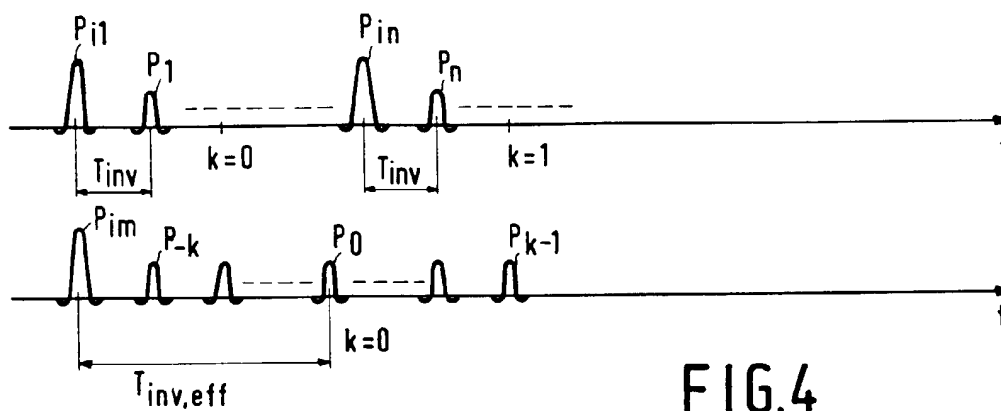 Pi1 P1 Pin Pn
k=0 k=1
Tinv Tinv
Pim P-k P0 Pk-1
k=0
Tinv,eff
FIG.4